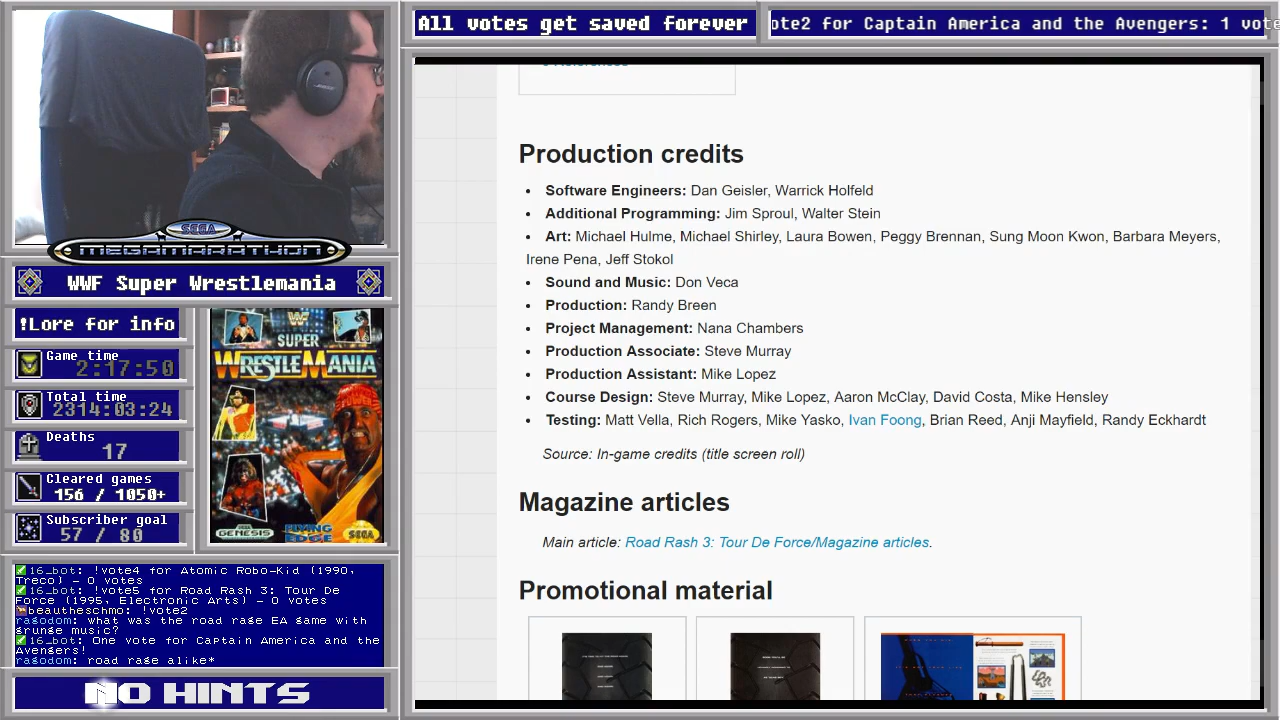 All votes get saved forever
ote2 for Captain America and the Avengers: 1 vote
SEGA
MEGAMARATHON
WWF Super Wrestlemania
!Lore for info
Game time
2:17:50
Total time
2314:03:24
Deaths
17
Cleared games
156 / 1050+
Subscriber goal
57 / 80
SUPER
WRESTLEMANIA
SEGA
GENESIS
FLYING
EDGE
SEGA
16_bot: !vote4 for Atomic Robo-Kid (1990,
Treco) - 0 votes
16_bot: !vote5 for Road Rash 3: Tour De
Force (1995, Electronic Arts) - 0 votes
beautheschmo: !vote2
rasodom: what was the road rage EA game with
grunge music?
16_bot: One vote for Captain America and the
Avengers!
rasodom: road rage alike*
NO HINTS
Production credits
• Software Engineers: Dan Geisler, Warrick Holfeld
• Additional Programming: Jim Sproul, Walter Stein
• Art: Michael Hulme, Michael Shirley, Laura Bowen, Peggy Brennan, Sung Moon Kwon, Barbara Meyers,
Irene Pena, Jeff Stokol
• Sound and Music: Don Veca
• Production: Randy Breen
• Project Management: Nana Chambers
• Production Associate: Steve Murray
• Production Assistant: Mike Lopez
• Course Design: Steve Murray, Mike Lopez, Aaron McClay, David Costa, Mike Hensley
• Testing: Matt Vella, Rich Rogers, Mike Yasko, Ivan Foong, Brian Reed, Anji Mayfield, Randy Eckhardt
Source: In-game credits (title screen roll)
Magazine articles
Main article: Road Rash 3: Tour De Force/Magazine articles.
Promotional material